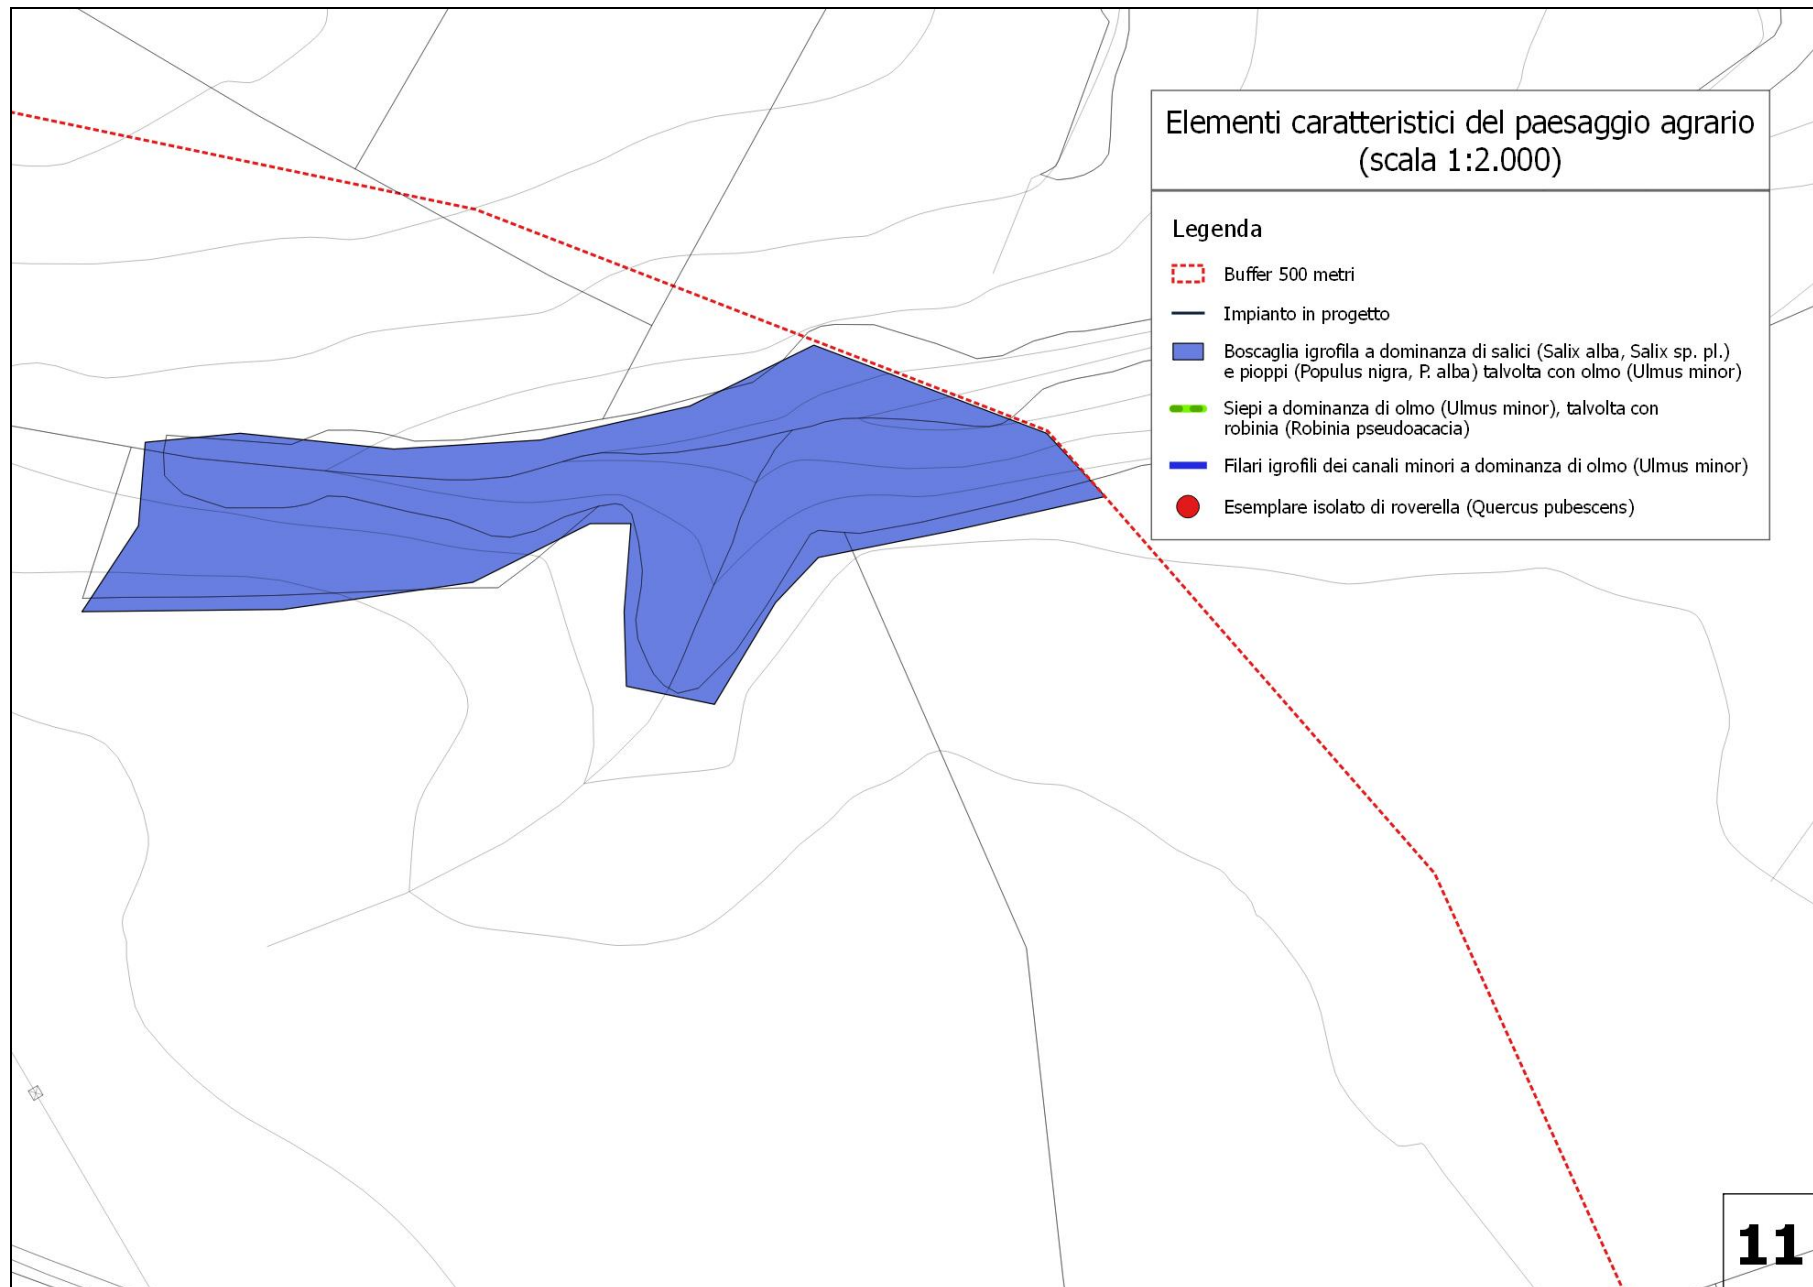 Elementi caratteristici del paesaggio agrario
(scala 1:2.000)
Legenda
Buffer 500 metri
Impianto in progetto
Boscaglia igrofila a dominanza di salici (Salix alba, Salix sp. pl.)
e pioppi (Populus nigra, P. alba) talvolta con olmo (Ulmus minor)
Siepi a dominanza di olmo (Ulmus minor), talvolta con
robinia (Robinia pseudoacacia)
Filari igrofili dei canali minori a dominanza di olmo (Ulmus minor)
Esemplare isolato di roverella (Quercus pubescens)
11